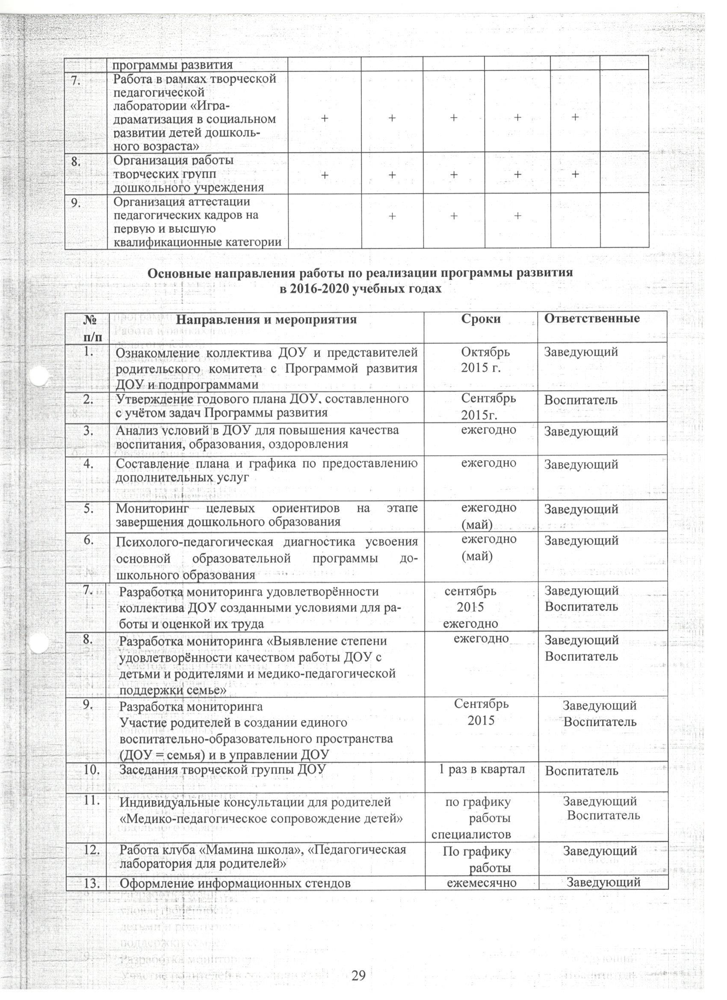 программы развития
7. Работа в рамках творческой
педагогической
лаборатории «Игра-
драматизация в социальном + + + + +
развитии детей дошколь-
ного возраста»
8. Организация работы
творческих групп + + + + +
дошкольного учреждения
9. Организация аттестации
педагогических кадров на + + +
первую и высшую
квалификационные категории
Основные направления работы по реализации программы развития
в 2016-2020 учебных годах
№ Направления и мероприятия Сроки Ответственные
п/п
1. Ознакомление коллектива ДОУ и представителей Октябрь Заведующий
родительского комитета с Программой развития 2015 г.
ДОУ и подпрограммами
2. Утверждение годового плана ДОУ, составленного Сентябрь Воспитатель
с учётом задач Программы развития 2015г.
3. Анализ условий в ДОУ для повышения качества ежегодно Заведующий
воспитания, образования, оздоровления
4. Составление плана и графика по предоставлению ежегодно Заведующий
дополнительных услуг
5. Мониторинг целевых ориентиров на этапе ежегодно Заведующий
завершения дошкольного образования (май)
6. Психолого-педагогическая диагностика усвоения ежегодно Заведующий
основной образовательной программы до- (май)
школьного образования
7. Разработка мониторинга удовлетворённости сентябрь Заведующий
коллектива ДОУ созданными условиями для ра- 2015 Воспитатель
боты и оценкой их труда ежегодно
8. Разработка мониторинга «Выявление степени ежегодно Заведующий
удовлетворённости качеством работы ДОУ с Воспитатель
детьми и родителями и медико-педагогической
поддержки семье»
9. Разработка мониторинга Сентябрь Заведующий
Участие родителей в создании единого 2015 Воспитатель
воспитательно-образовательного пространства
(ДОУ = семья) и в управлении ДОУ
10. Заседания творческой группы ДОУ 1 раз в квартал Воспитатель
11. Индивидуальные консультации для родителей по графику Заведующий
«Медико-педагогическое сопровождение детей» работы Воспитатель
специалистов
12. Работа клуба «Мамина школа», «Педагогическая По графику Заведующий
лаборатория для родителей» работы
13. Оформление информационных стендов ежемесячно Заведующий
29